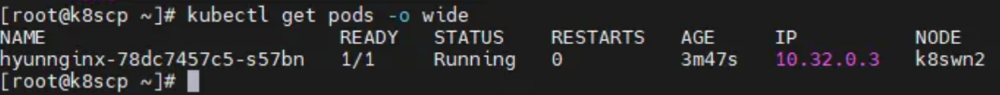 [root@k8scp ~]# kubectl get pods -o wide
NAME READY STATUS RESTARTS AGE IP NODE
hyunnginx-78dc7457c5-s57bn 1/1 Running 0 3m47s 10.32.0.3 k8swn2
[root@k8scp ~]#